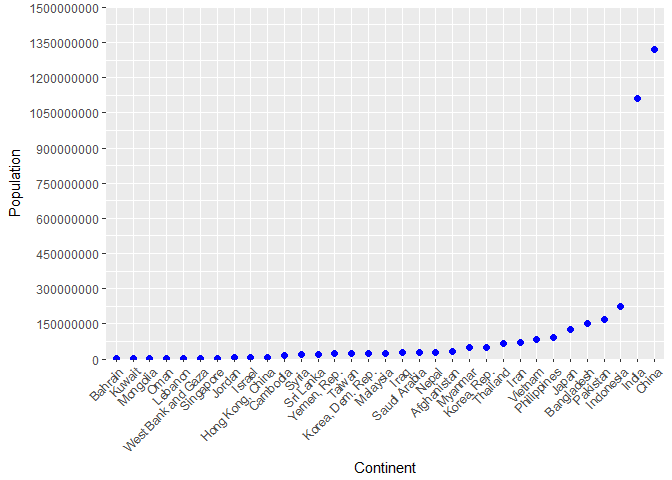 1500000000
1350000000
1200000000
1050000000
900000000
750000000
600000000
450000000
300000000
150000000
0
Population
Bahrain
Kuwait
Mongolia
Oman
Lebanon
West Bank and Gaza
Singapore
Jordan
Israel
Hong Kong, China
Cambodia
Syria
Sri Lanka
Yemen, Rep.
Taiwan
Korea, Dem. Rep.
Malaysia
Iraq
Saudi Arabia
Nepal
Afghanistan
Myanmar
Korea, Rep.
Thailand
Iran
Vietnam
Philippines
Japan
Bangladesh
Pakistan
Indonesia
India
China
Continent